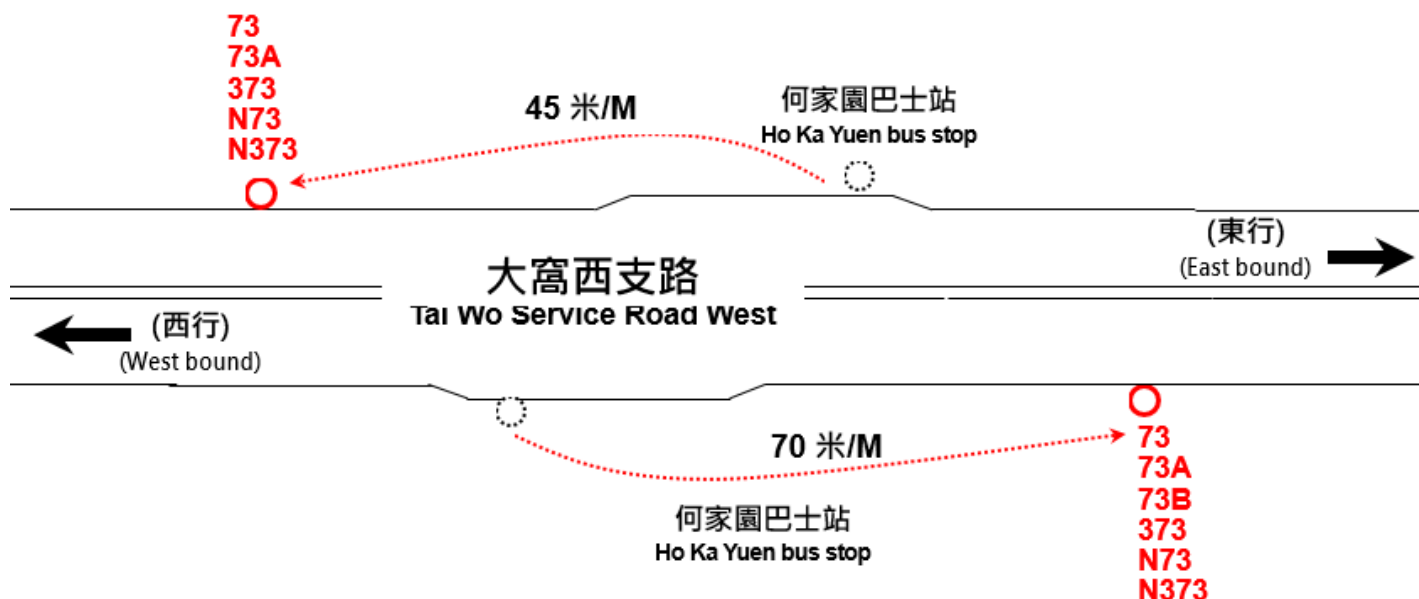 73
73A
373
N73
N373
45 米/M
何家園巴士站
Ho Ka Yuen bus stop
(東行)
(East bound)
大窩西支路
Tai Wo Service Road West
(西行)
(West bound)
70 米/M
何家園巴士站
Ho Ka Yuen bus stop
73
73A
73B
373
N73
N373